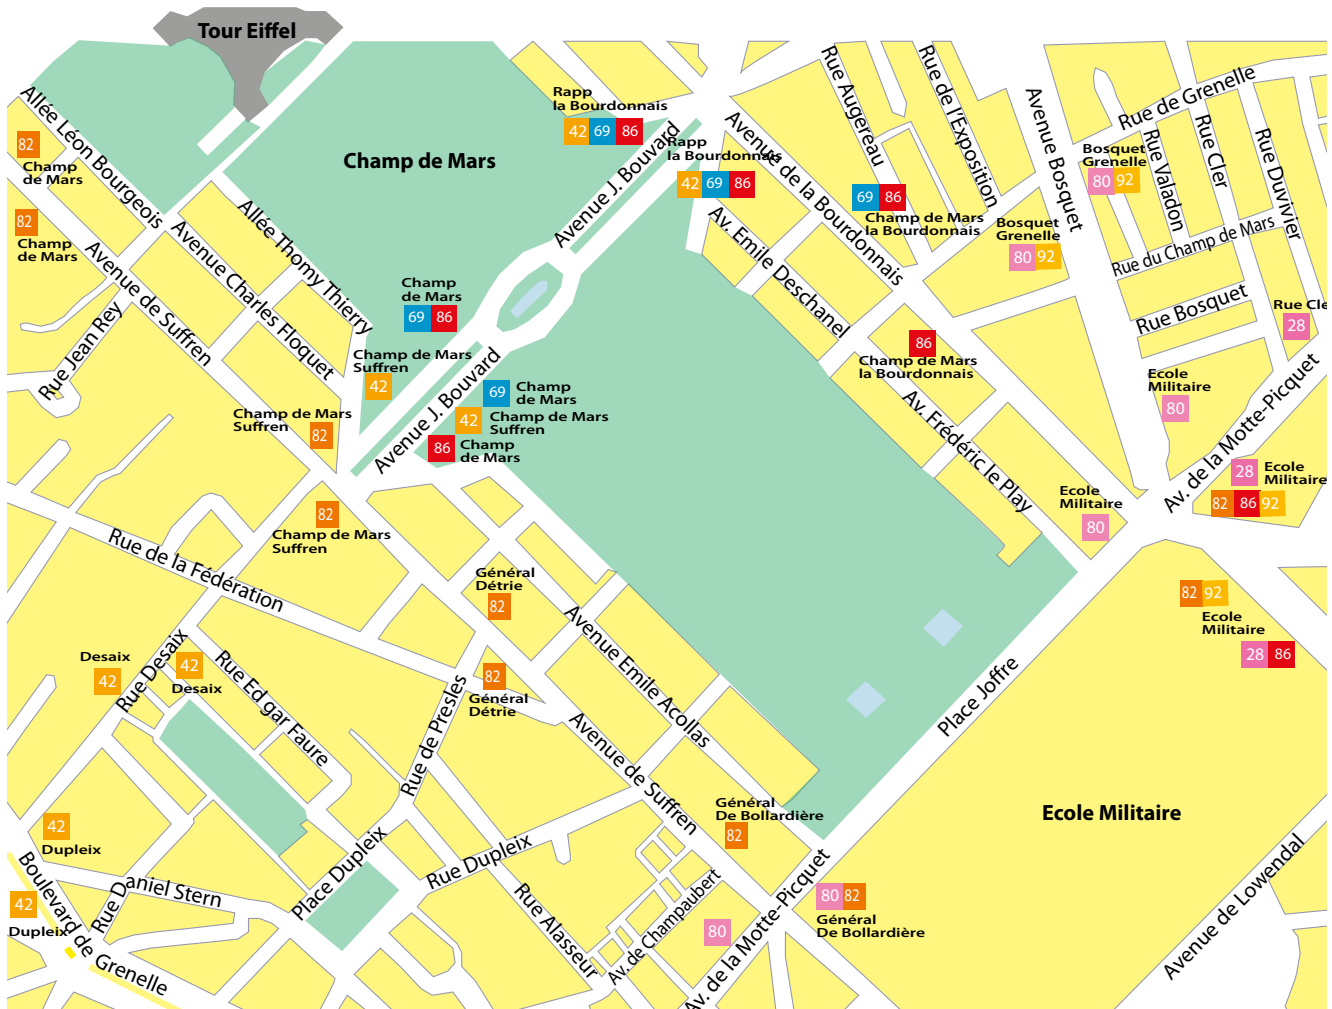 Tour Eiffel
Champ de Mars
Ecole Militaire
Allée Léon Bourgeois
82
Champ
de Mars
82
Champ
de Mars
Avenue de Suffren
Avenue Charles Floquet
Allée Thomy Thierry
Rue Jean Rey
Rapp
la Bourdonnais
42 69 86
Avenue J. Bouvard
Rapp
la Bourdonnais
42 69 86
Avenue de la Bourdonnais
Av. Emile Deschanel
Rue Augereau
Rue de l'Exposition
69 86
Champ de Mars
la Bourdonnais
Avenue Bosquet
Bosquet
Grenelle
80 92
Bosquet
Grenelle
80 92
Rue de Grenelle
Rue Valadon
Rue Cler
Rue Duvivier
Rue du Champ de Mars
Rue Bosquet
Rue Cle
28
Champ
de Mars
69 86
Champ de Mars
Suffren
42
Avenue J. Bouvard
69
Champ
de Mars
42
Champ de Mars
Suffren
86
Champ
de Mars
Champ de Mars
Suffren
82
82
Champ de Mars
Suffren
86
Champ de Mars
la Bourdonnais
Av. Frédéric le Play
Ecole
Militaire
80
Av. de la Motte-Picquet
28
Ecole
Militaire
82 86 92
Ecole
Militaire
80
82 92
Ecole
Militaire
28 86
Rue de la Fédération
Général
Détrie
82
82
Général
Détrie
Avenue Emile Acollas
Avenue de Suffren
Place Joffre
Desaix
42
Rue Desaix
42
Desaix
Rue Ed gar Faure
Rue de Presles
42
Dupleix
42
Dupleix
Boulevard de Grenelle
Rue Daniel Stern
Place Dupleix
Rue Dupleix
Rue Alasseur
Av. de Champaubert
Général
De Bollardière
82
80 82
Général
De Bollardière
80
Av. de la Motte-Picquet
Avenue de Lowendal